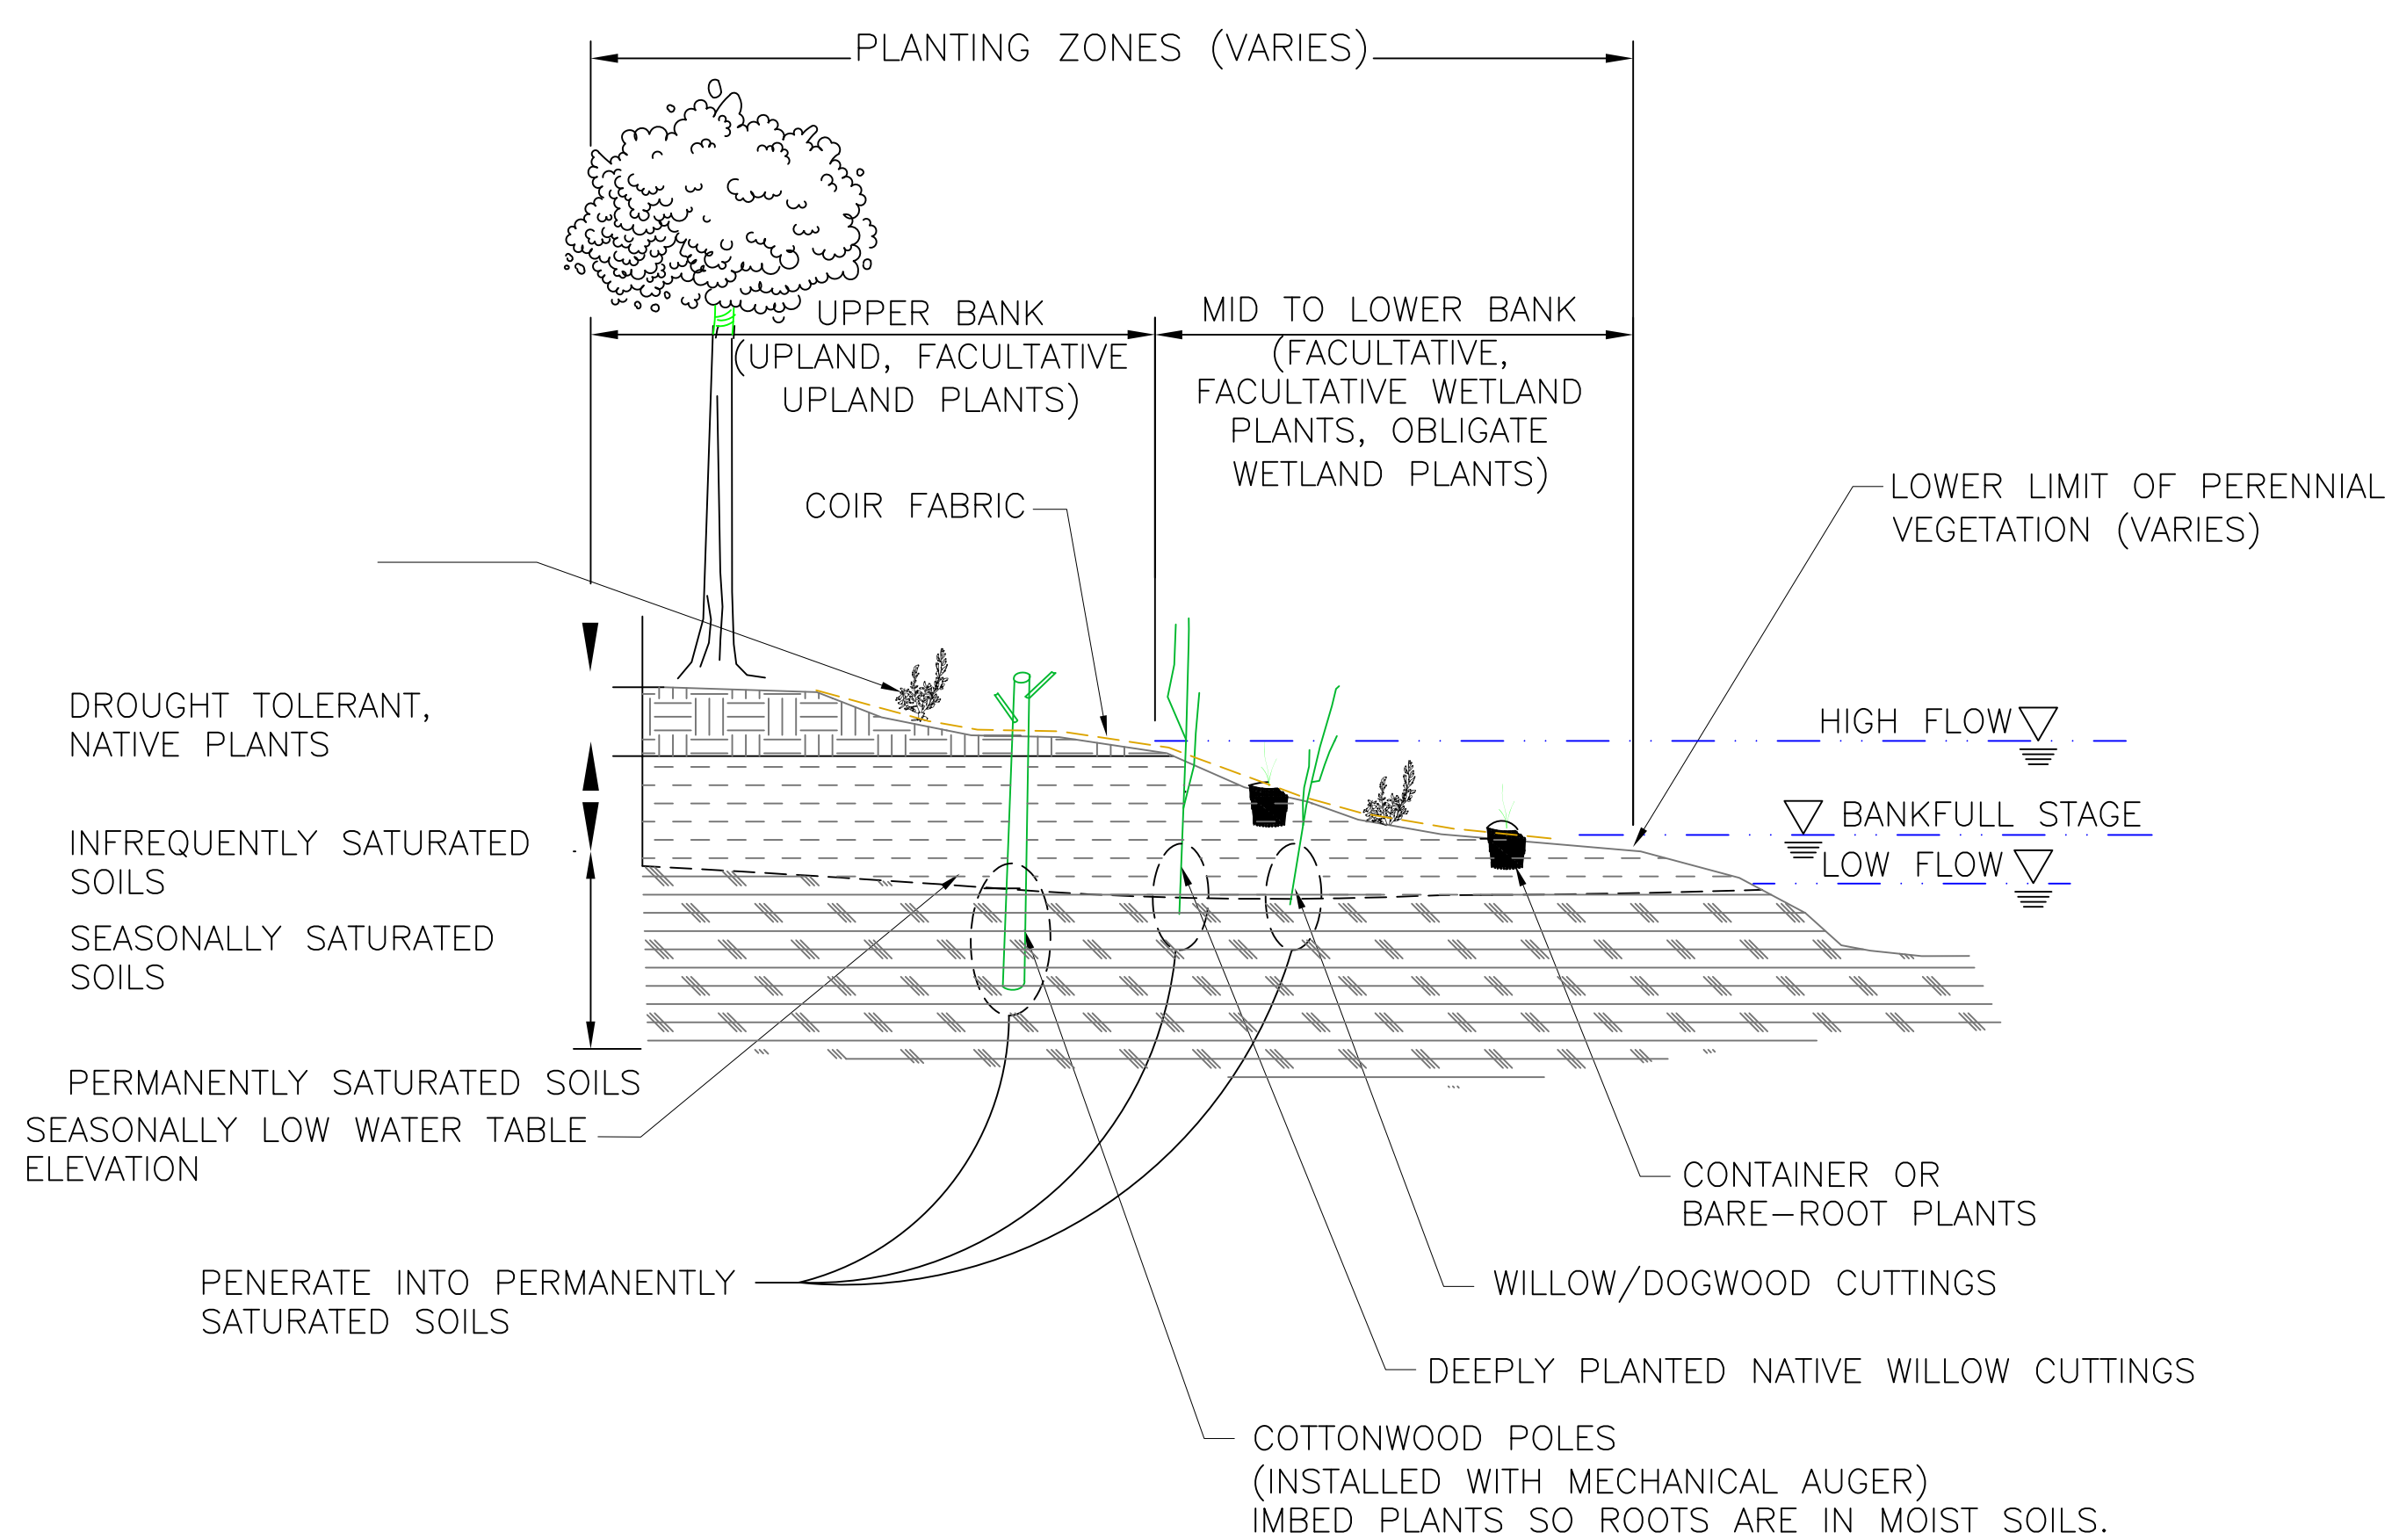 PLANTING ZONES (VARIES)
UPPER BANK
(UPLAND, FACULTATIVE
UPLAND PLANTS)
MID TO LOWER BANK
(FACULTATIVE,
FACULTATIVE WETLAND
PLANTS, OBLIGATE
WETLAND PLANTS)
COIR FABRIC
LOWER LIMIT OF PERENNIAL
VEGETATION (VARIES)
DROUGHT TOLERANT,
NATIVE PLANTS
HIGH FLOW
BANKFULL STAGE
LOW FLOW
INFREQUENTLY SATURATED
SOILS
SEASONALLY SATURATED
SOILS
PERMANENTLY SATURATED SOILS
SEASONALLY LOW WATER TABLE
ELEVATION
CONTAINER OR
BARE-ROOT PLANTS
PENERATE INTO PERMANENTLY
SATURATED SOILS
WILLOW/DOGWOOD CUTTINGS
DEEPLY PLANTED NATIVE WILLOW CUTTINGS
COTTONWOOD POLES
(INSTALLED WITH MECHANICAL AUGER)
IMBED PLANTS SO ROOTS ARE IN MOIST SOILS.